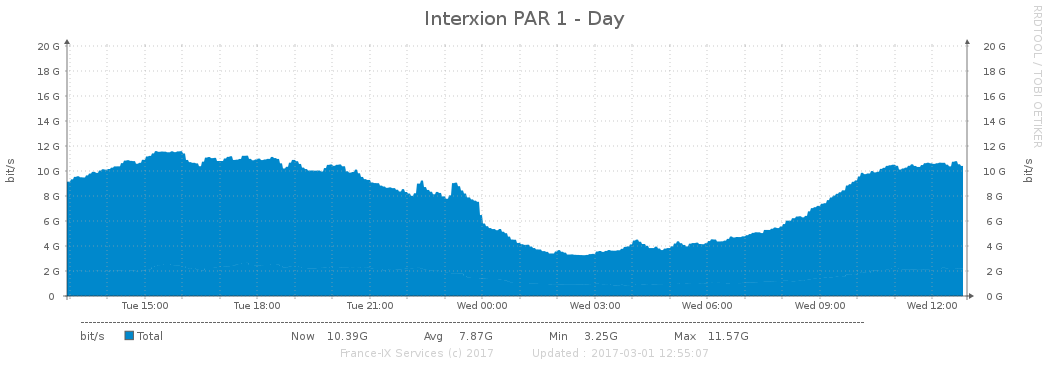 Interxion PAR 1 - Day
RRDTOOL / TOBI OETIKER
20 G 20 G
18 G 18 G
16 G 16 G
14 G 14 G
12 G 12 G
10 G 10 G
8 G 8 G
6 G 6 G
4 G 4 G
2 G 2 G
0 0 G
bit/s bit/s
Tue 15:00 Tue 18:00 Tue 21:00 Wed 00:00 Wed 03:00 Wed 06:00 Wed 09:00 Wed 12:00
bit/s Total Now 10.39G Avg 7.87G Min 3.25G Max 11.57G
France-IX Services (c) 2017 Updated : 2017-03-01 12:55:07